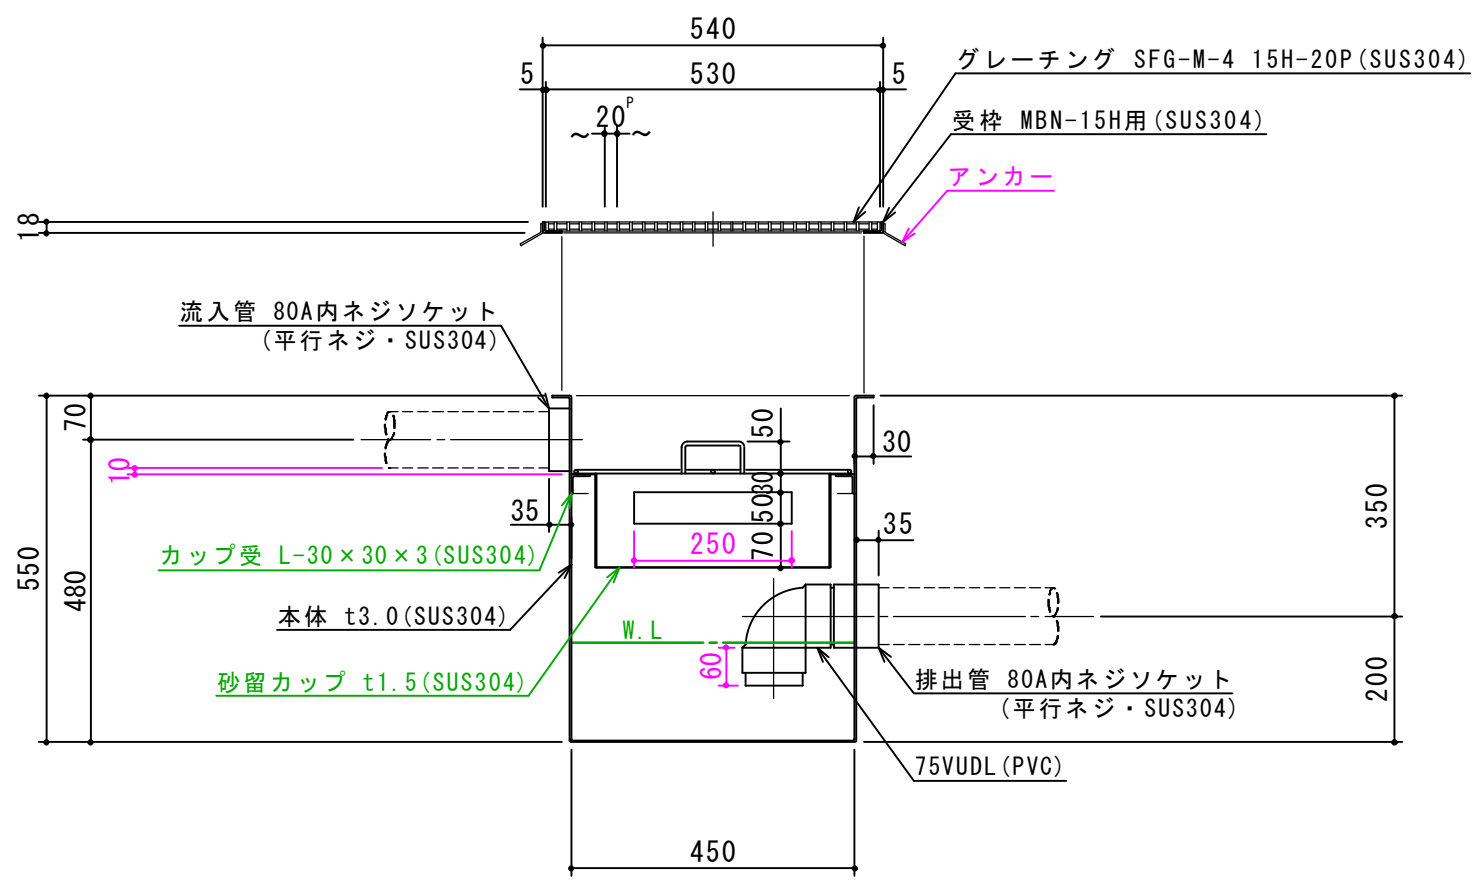 540
5
530
5
グレーチング SFG-M-4 15H-20P(SUS304)
~20P~
受枠 MBN-15H用(SUS304)
アンカー
18
流入管 80A内ネジソケット
(平行ネジ・SUS304)
70
50
30
10
30
35
50
35
350
250
70
550
480
カップ受 L-30×30×3(SUS304)
本体 t3.0(SUS304)
W.L
60
砂留カップ t1.5(SUS304)
排出管 80A内ネジソケット
(平行ネジ・SUS304)
200
75VUDL(PVC)
450